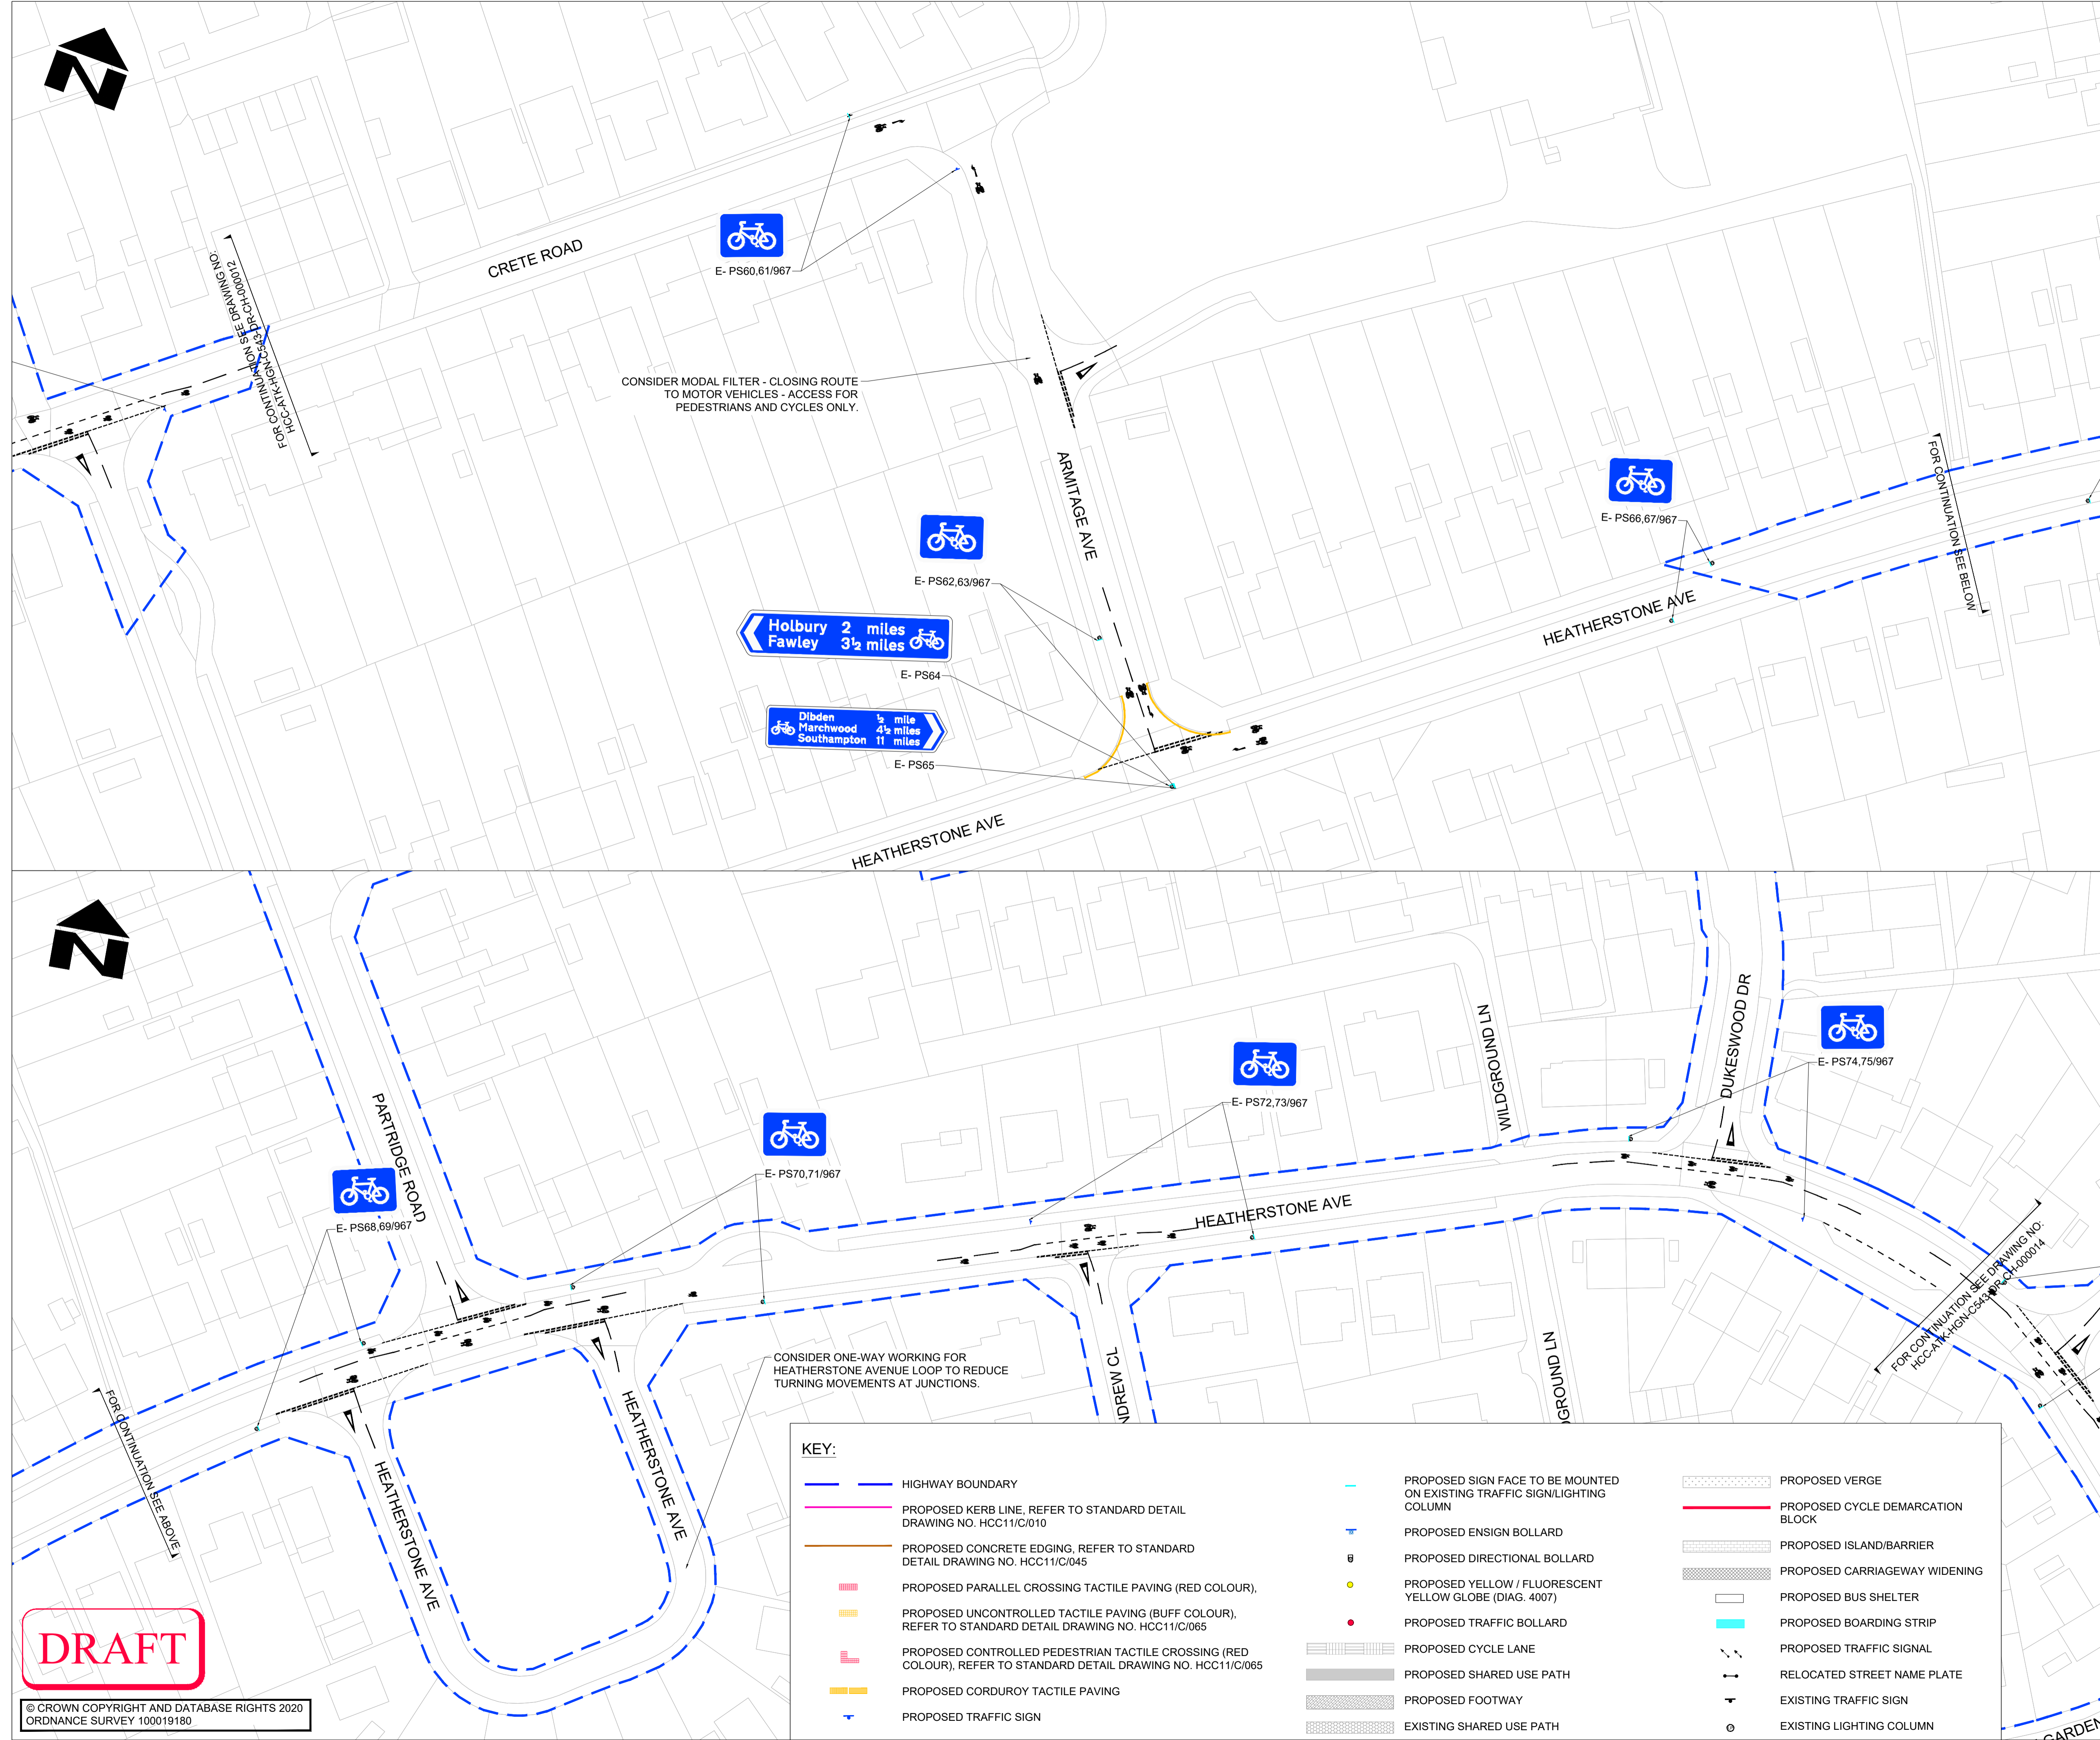 N
CRETE ROAD
E- PS60,61/967
FOR CONTINUATION SEE DRAWING NO:
HCC-ATK-HGN-C543-DR-CH-000012
CONSIDER MODAL FILTER - CLOSING ROUTE
TO MOTOR VEHICLES - ACCESS FOR
PEDESTRIANS AND CYCLES ONLY.
ARMITAGE AVE
E- PS62,63/967
Holbury 2 miles
Fawley 3½ miles
E- PS64
Dibden ½ mile
Marchwood 4½ miles
Southampton 11 miles
E- PS65
HEATHERSTONE AVE
HEATHERSTONE AVE
E- PS66,67/967
FOR CONTINUATION SEE BELOW
N
PARTRIDGE ROAD
E- PS68,69/967
E- PS70,71/967
E- PS72,73/967
HEATHERSTONE AVE
WILDGROUND LN
DUKESWOOD DR
E- PS74,75/967
FOR CONTINUATION SEE DRAWING NO:
HCC-ATK-HGN-C543-DR-CH-000014
CONSIDER ONE-WAY WORKING FOR
HEATHERSTONE AVENUE LOOP TO REDUCE
TURNING MOVEMENTS AT JUNCTIONS.
HEATHERSTONE AVE
HEATHERSTONE AVE
NDREW CL
GROUND LN
FOR CONTINUATION SEE ABOVE
DRAFT
© CROWN COPYRIGHT AND DATABASE RIGHTS 2020
ORDNANCE SURVEY 100019180
KEY:
HIGHWAY BOUNDARY
PROPOSED KERB LINE, REFER TO STANDARD DETAIL
DRAWING NO. HCC11/C/010
PROPOSED CONCRETE EDGING, REFER TO STANDARD
DETAIL DRAWING NO. HCC11/C/045
PROPOSED PARALLEL CROSSING TACTILE PAVING (RED COLOUR),
PROPOSED UNCONTROLLED TACTILE PAVING (BUFF COLOUR),
REFER TO STANDARD DETAIL DRAWING NO. HCC11/C/065
PROPOSED CONTROLLED PEDESTRIAN TACTILE CROSSING (RED
COLOUR), REFER TO STANDARD DETAIL DRAWING NO. HCC11/C/065
PROPOSED CORDUROY TACTILE PAVING
PROPOSED TRAFFIC SIGN
PROPOSED SIGN FACE TO BE MOUNTED
ON EXISTING TRAFFIC SIGN/LIGHTING
COLUMN
PROPOSED ENSIGN BOLLARD
PROPOSED DIRECTIONAL BOLLARD
PROPOSED YELLOW / FLUORESCENT
YELLOW GLOBE (DIAG. 4007)
PROPOSED TRAFFIC BOLLARD
PROPOSED CYCLE LANE
PROPOSED SHARED USE PATH
PROPOSED FOOTWAY
EXISTING SHARED USE PATH
PROPOSED VERGE
PROPOSED CYCLE DEMARCATION
BLOCK
PROPOSED ISLAND/BARRIER
PROPOSED CARRIAGEWAY WIDENING
PROPOSED BUS SHELTER
PROPOSED BOARDING STRIP
PROPOSED TRAFFIC SIGNAL
RELOCATED STREET NAME PLATE
EXISTING TRAFFIC SIGN
EXISTING LIGHTING COLUMN
GARDEN